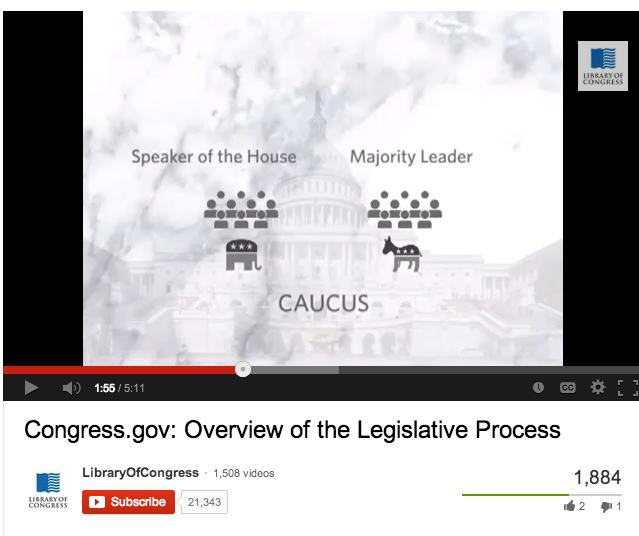 LIBRARY OF
CONGRESS
Speaker of the House
Majority Leader
CAUCUS
1:55 / 5:11
CC
Congress.gov: Overview of the Legislative Process
LIBRARY OF
CONGRESS
LibraryOfCongress · 1,508 videos
Subscribe 21,343
1,884
2 1